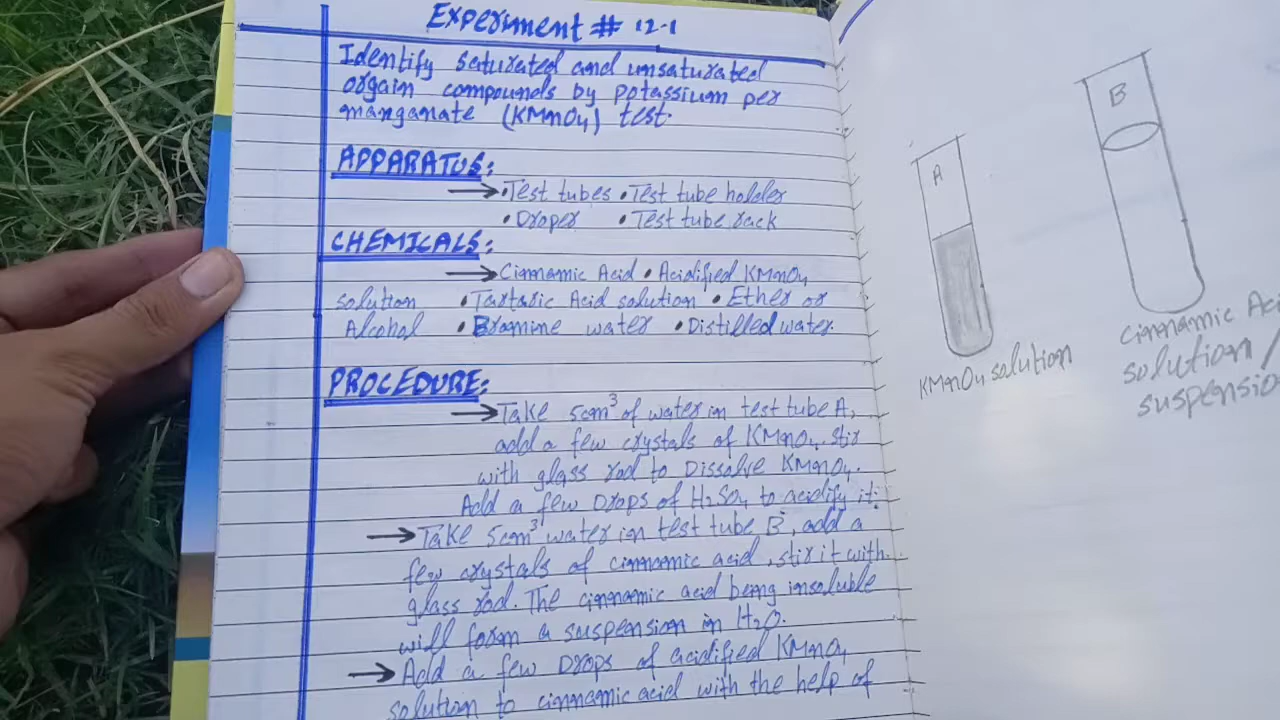 Experiment # 12.1
Identify saturated and unsaturated
orgain compounds by potassium per
manganate (KMnO4) test.
APPARATUS:
→ •Test tubes •Test tube holder
•Droper •Test tube rack
CHEMICALS:
→ Cinnamic Acid • Acidified KMnO4
solution •Tartaric Acid solution • Ether or
Alcohol •Bromine water •Distilled water.
PROCEDURE:
→ Take 5cm³ of water in test tube A,
add a few crystals of KMnO4. stir
with glass rod to Dissolve KMnO4.
Add a few Drops of H2SO4 to acidify it.
→ Take 5cm³ water in test tube B, add a
few crystals of cinnamic acid, stir it with
glass rod. The cinnamic acid being insoluble
will form a suspension in H2O.
→ Add a few Drops of acidified KMnO4
solution to cinnamic acid with the help of
A
KMnO4 solution
B
Cinnamic Aci
solution/
suspensio